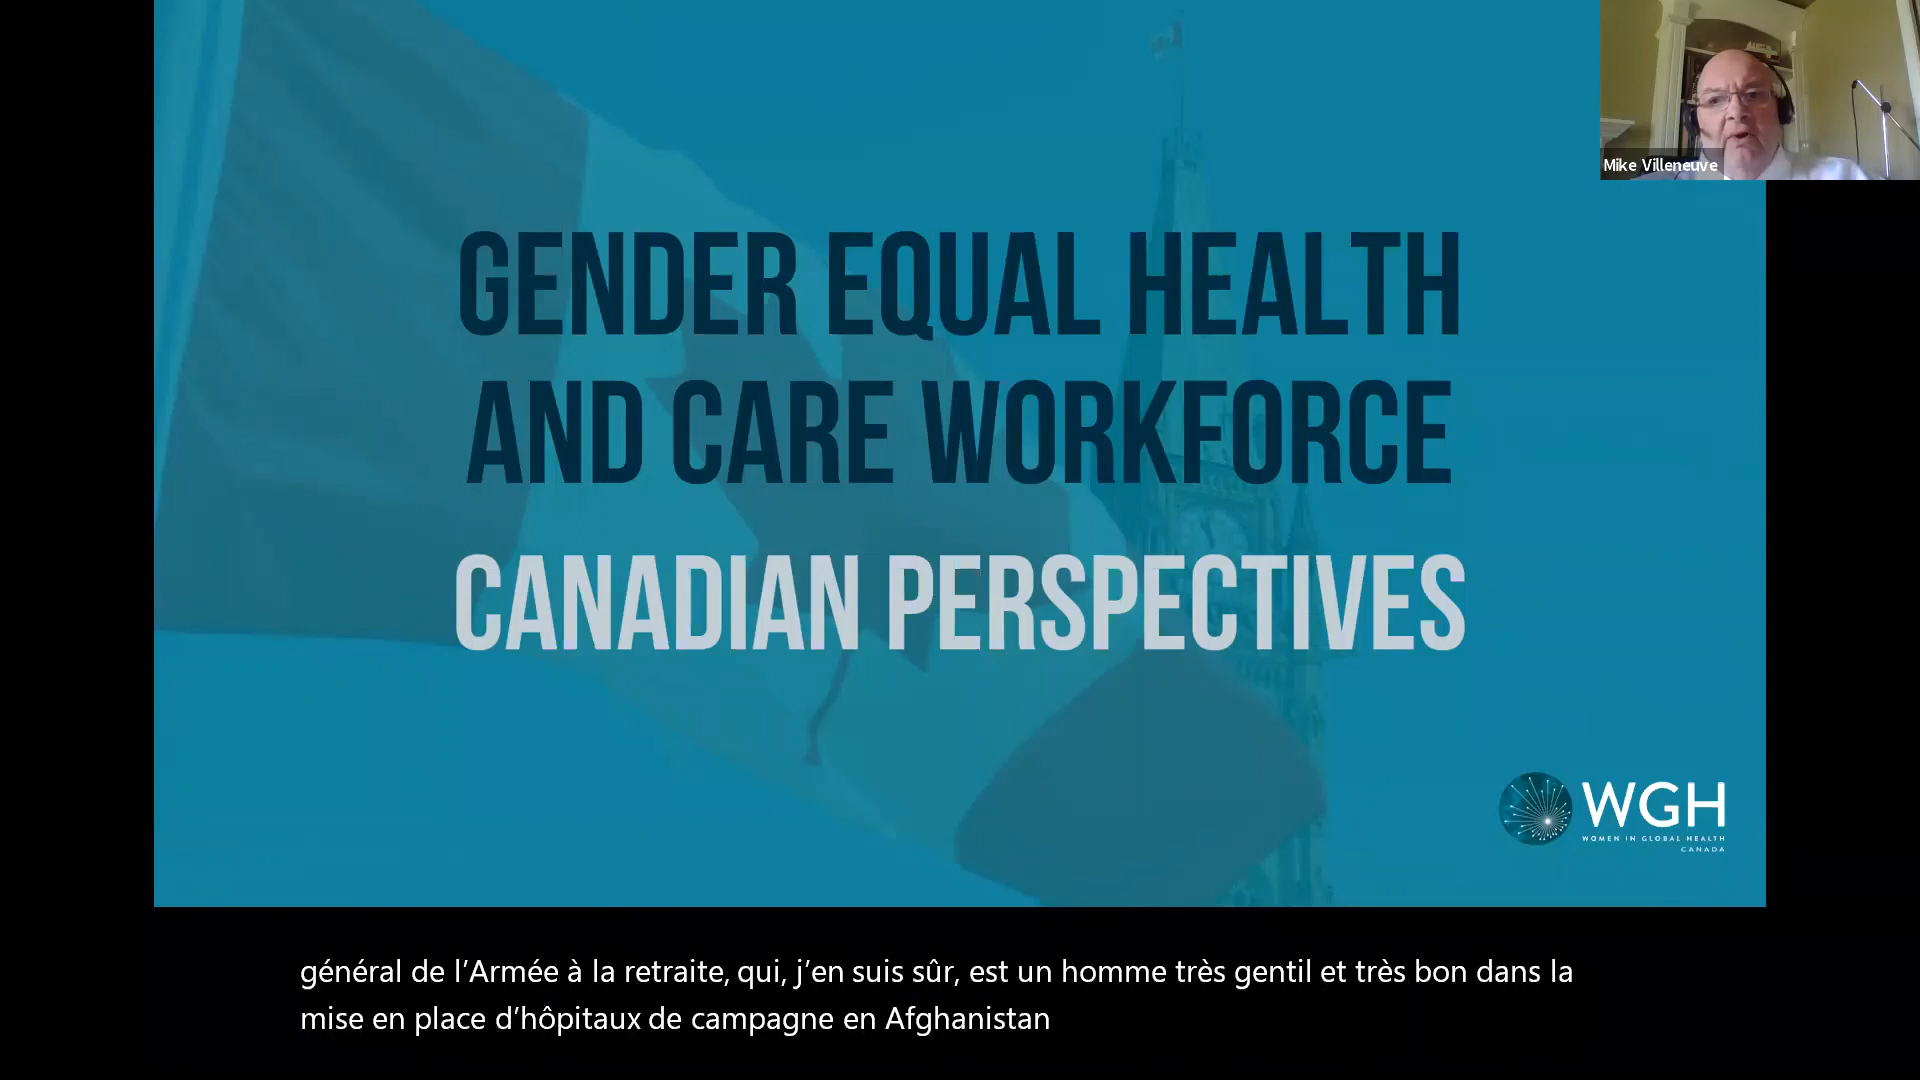 Mike Villeneuve
GENDER EQUAL HEALTH
AND CARE WORKFORCE
CANADIAN PERSPECTIVES
WGH
WOMEN IN GLOBAL HEALTH
CANADA
général de l’Armée à la retraite, qui, j’en suis sûr, est un homme très gentil et très bon dans la
mise en place d’hôpitaux de campagne en Afghanistan